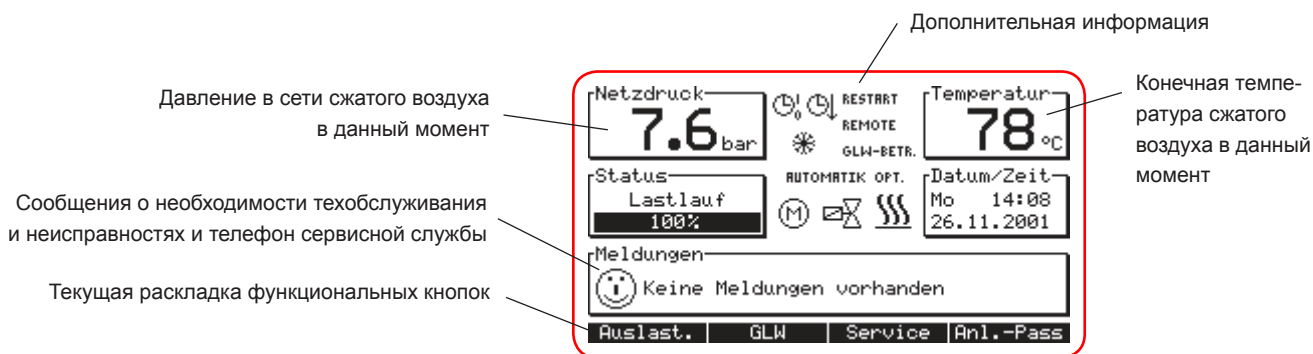 Дополнительная информация
Давление в сети сжатого воздуха
в данный момент
Конечная темпе-
ратура сжатого
воздуха в данный
момент
Сообщения о необходимости техобслуживания
и неисправностях и телефон сервисной службы
Текущая раскладка функциональных кнопок
Netzdruck
7.6 bar
RESTART
REMOTE
GLW-BETR.
Temperatur
78 °C
Status
Lastlauf
100%
AUTOMATIK OPT.
M
Datum/Zeit
Mo 14:08
26.11.2001
Meldungen
Keine Meldungen vorhanden
Auslast. GLW Service Anl.-Pass